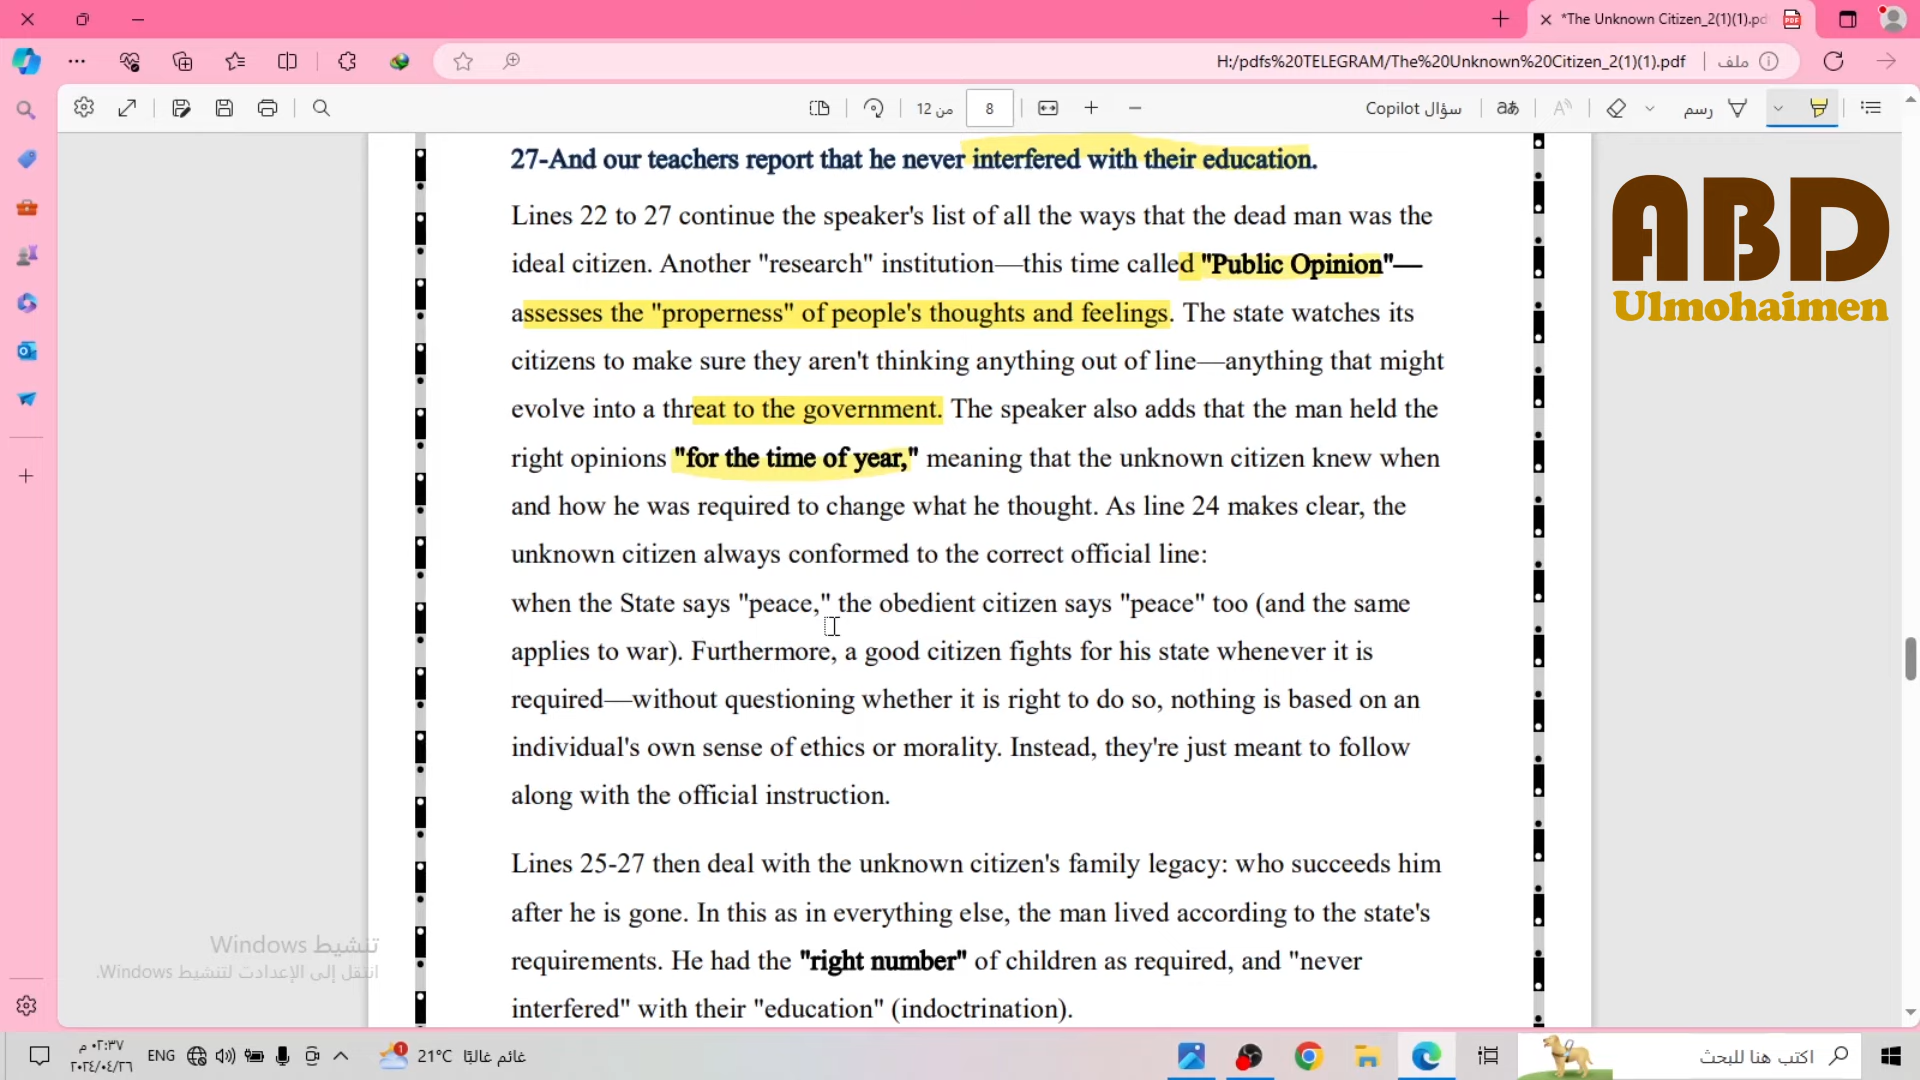 *The Unknown Citizen_2(1)(1).pd
H:/pdfs%20TELEGRAM/The%20Unknown%20Citizen_2(1)(1).pdf
ملف
من 12
8
سؤال Copilot
رسم
27-And our teachers report that he never interfered with their education.
Lines 22 to 27 continue the speaker's list of all the ways that the dead man was the
ideal citizen. Another "research" institution—this time called "Public Opinion"—
assesses the "properness" of people's thoughts and feelings. The state watches its
citizens to make sure they aren't thinking anything out of line—anything that might
evolve into a threat to the government. The speaker also adds that the man held the
right opinions "for the time of year," meaning that the unknown citizen knew when
and how he was required to change what he thought. As line 24 makes clear, the
unknown citizen always conformed to the correct official line:
when the State says "peace," the obedient citizen says "peace" too (and the same
applies to war). Furthermore, a good citizen fights for his state whenever it is
required—without questioning whether it is right to do so, nothing is based on an
individual's own sense of ethics or morality. Instead, they're just meant to follow
along with the official instruction.
Lines 25-27 then deal with the unknown citizen's family legacy: who succeeds him
after he is gone. In this as in everything else, the man lived according to the state's
requirements. He had the "right number" of children as required, and "never
interfered" with their "education" (indoctrination).
ABD
Ulmohaimen
تنشيط Windows
انتقل إلى الإعدادت لتنشيط Windows.
٠٢:٣٧ م
٢٠٢٤/٠٤/٢٦
ENG
21°C غائم غالبًا
اكتب هنا للبحث